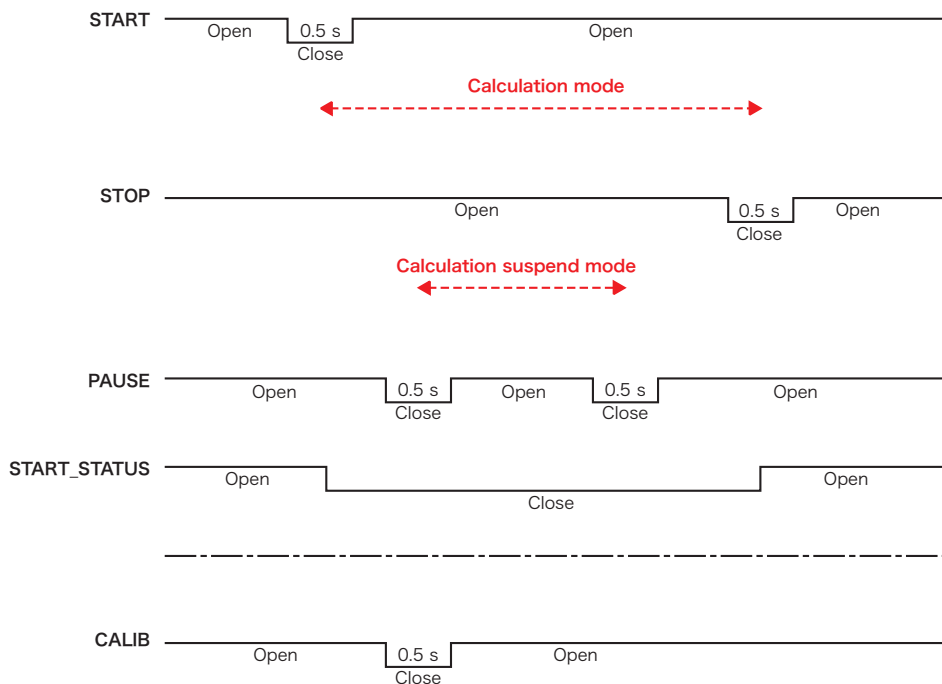 START
Open
0.5 s
Open
Close
Calculation mode
STOP
Open
0.5 s
Open
Close
Calculation suspend mode
PAUSE
Open
0.5 s
Open
0.5 s
Open
Close
Close
START_STATUS
Open
Open
Close
CALIB
Open
0.5 s
Open
Close